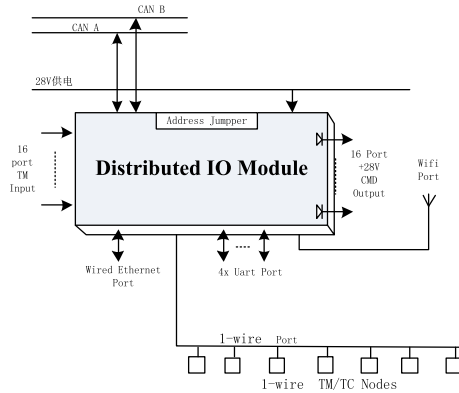 CAN B
CAN A
28V供电
Address Jumpper
16
port
TM
Input
Distributed IO Module
16 Port
+28V
CMD
Output
Wifi
Port
Wired Ethernet
Port
4x Uart Port
1-wire Port
1-wire TM/TC Nodes